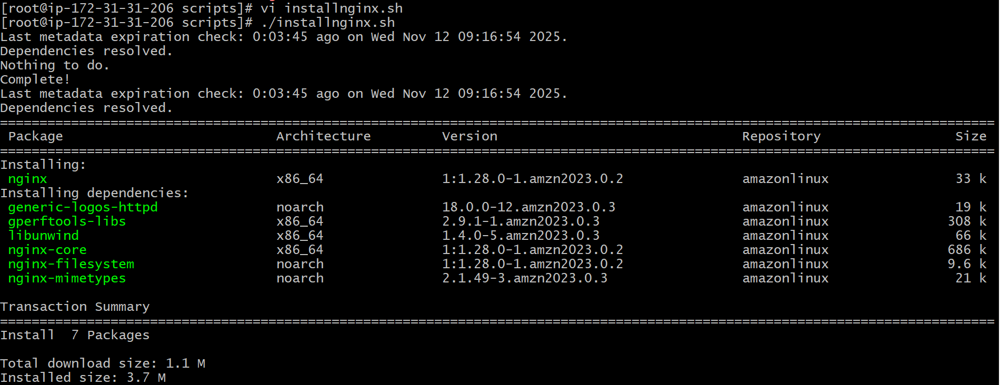 [root@ip-172-31-31-206 scripts]# vi installnginx.sh
[root@ip-172-31-31-206 scripts]# ./installnginx.sh
Last metadata expiration check: 0:03:45 ago on Wed Nov 12 09:16:54 2025.
Dependencies resolved.
Nothing to do.
Complete!
Last metadata expiration check: 0:03:45 ago on Wed Nov 12 09:16:54 2025.
Dependencies resolved.
==============================================================================================================================
Package Architecture Version Repository Size
==============================================================================================================================
Installing:
nginx x86_64 1:1.28.0-1.amzn2023.0.2 amazonlinux 33 k
Installing dependencies:
generic-logos-httpd noarch 18.0.0-12.amzn2023.0.3 amazonlinux 19 k
gperftools-libs x86_64 2.9.1-1.amzn2023.0.3 amazonlinux 308 k
libunwind x86_64 1.4.0-5.amzn2023.0.3 amazonlinux 66 k
nginx-core x86_64 1:1.28.0-1.amzn2023.0.2 amazonlinux 686 k
nginx-filesystem noarch 1:1.28.0-1.amzn2023.0.2 amazonlinux 9.6 k
nginx-mimetypes noarch 2.1.49-3.amzn2023.0.3 amazonlinux 21 k
Transaction Summary
==============================================================================================================================
Install 7 Packages
Total download size: 1.1 M
Installed size: 3.7 M